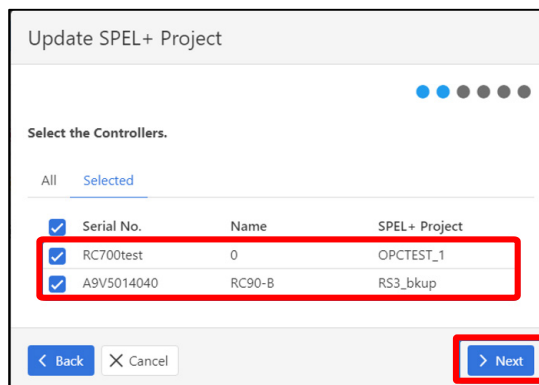 Update SPEL+ Project
Select the Controllers.
All Selected
Serial No. Name SPEL+ Project
RC700test 0 OPCTEST_1
A9V5014040 RC90-B RS3_bkup
Back Cancel Next